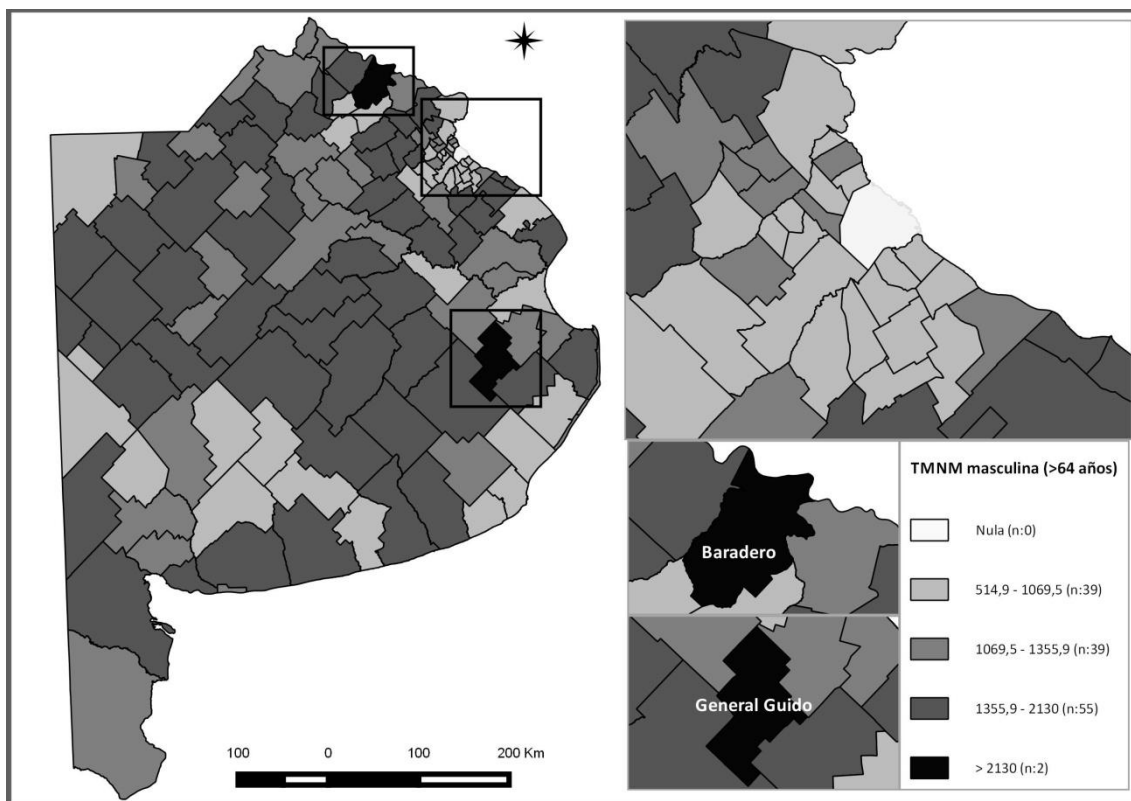 Baradero
General Guido
TMNM masculina (>64 años)
Nula (n:0)
514,9 - 1069,5 (n:39)
1069,5 - 1355,9 (n:39)
1355,9 - 2130 (n:55)
> 2130 (n:2)
100 0 100 200 Km